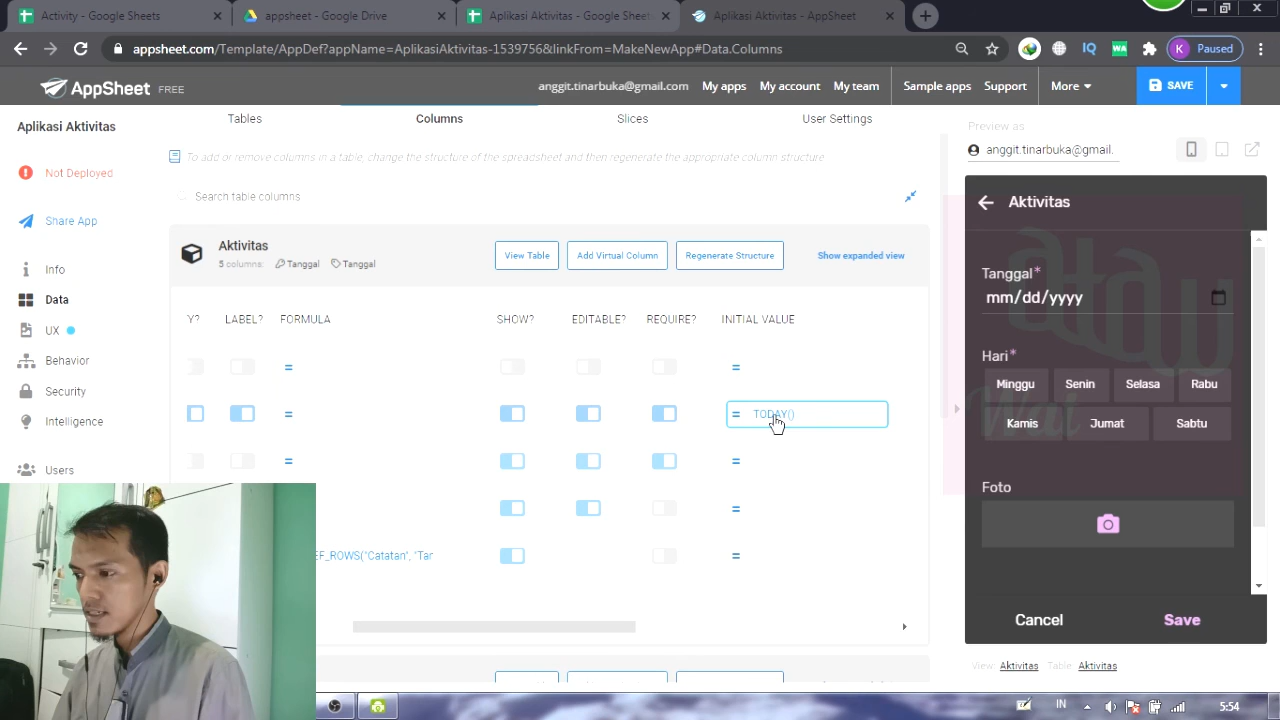 Activity - Google Sheets
appsheet - Google Drive
Aplikasi Aktivitas - Google Sheets
Aplikasi Aktivitas - AppSheet
appsheet.com/Template/AppDef?appName=AplikasiAktivitas-1539756&linkFrom=MakeNewApp#Data.Columns
IQ
WA
K Paused
AppSheet FREE
anggit.tinarbuka@gmail.com My apps My account My team Sample apps Support More SAVE
Aplikasi Aktivitas
Not Deployed
Share App
Info
Data
UX
Behavior
Security
Intelligence
Users
Tables Columns Slices User Settings
To add or remove columns in a table, change the structure of the spreadsheet and then regenerate the appropriate column structure
Search table columns
Aktivitas
5 columns: Tanggal Tanggal
View Table Add Virtual Column Regenerate Structure Show expanded view
Y? LABEL? FORMULA SHOW? EDITABLE? REQUIRE? INITIAL VALUE
= =
= = TODAY()
= =
=
EF_ROWS("Catatan", "Tar =
Preview as
anggit.tinarbuka@gmail.
Aktivitas
Tanggal*
mm/dd/yyyy
Hari*
Minggu Senin Selasa Rabu
Kamis Jumat Sabtu
Foto
Cancel Save
View: Aktivitas Table: Aktivitas
atau
Wai
IN 5:54